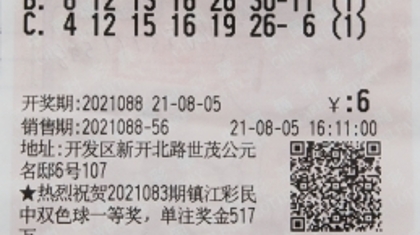 C. 4 12 15 16 19 26- 6 (1)
开奖期:2021088 21-08-05 ¥:6
销售期:2021088-56 21-08-05 16:11:00
地址:开发区新开北路世茂公元
名邸6号107
★热烈祝贺2021083期镇江彩民
中双色球一等奖，单注奖金517